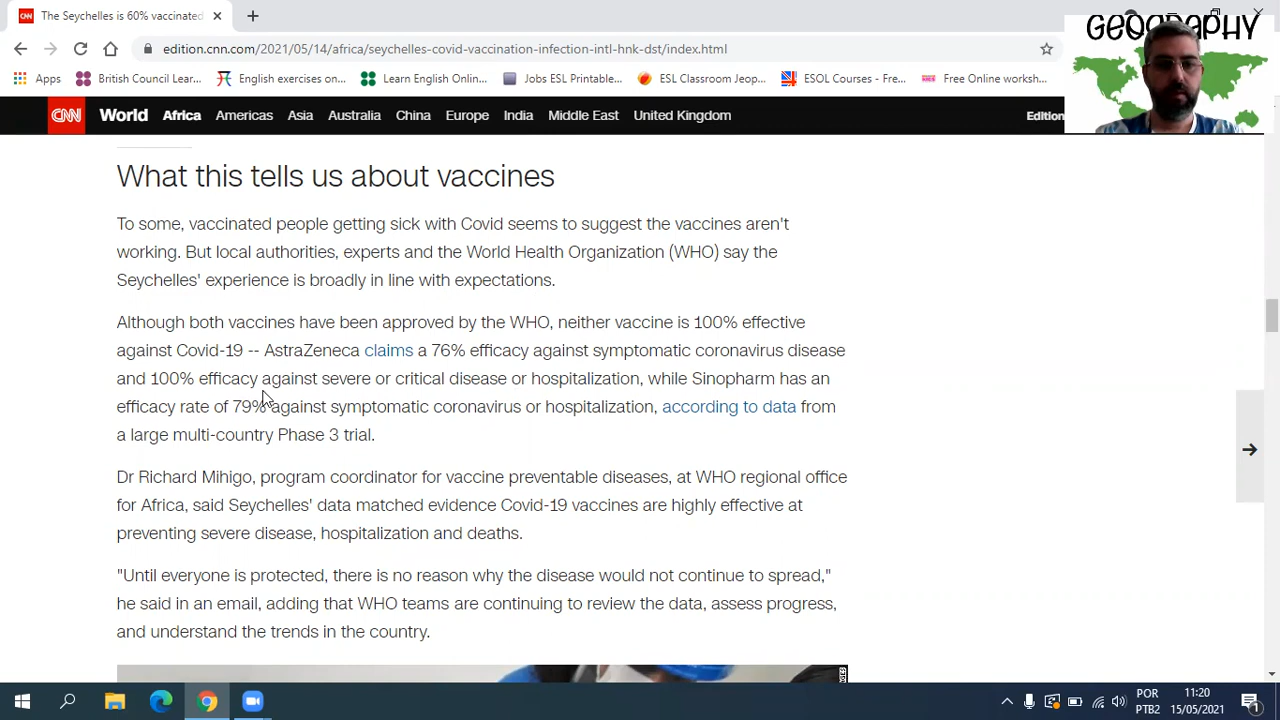 The Seychelles is 60% vaccinated
edition.cnn.com/2021/05/14/africa/seychelles-covid-vaccination-infection-intl-hnk-dst/index.html
Apps British Council Lear... English exercises on... Learn English Onlin... Jobs ESL Printable... ESL Classroom Jeop... ESOL Courses - Fre... Free Online worksh...
GEOGRAPHY
CNN World Africa Americas Asia Australia China Europe India Middle East United Kingdom Edition
What this tells us about vaccines
To some, vaccinated people getting sick with Covid seems to suggest the vaccines aren't
working. But local authorities, experts and the World Health Organization (WHO) say the
Seychelles' experience is broadly in line with expectations.
Although both vaccines have been approved by the WHO, neither vaccine is 100% effective
against Covid-19 -- AstraZeneca claims a 76% efficacy against symptomatic coronavirus disease
and 100% efficacy against severe or critical disease or hospitalization, while Sinopharm has an
efficacy rate of 79% against symptomatic coronavirus or hospitalization, according to data from
a large multi-country Phase 3 trial.
Dr Richard Mihigo, program coordinator for vaccine preventable diseases, at WHO regional office
for Africa, said Seychelles' data matched evidence Covid-19 vaccines are highly effective at
preventing severe disease, hospitalization and deaths.
"Until everyone is protected, there is no reason why the disease would not continue to spread,"
he said in an email, adding that WHO teams are continuing to review the data, assess progress,
and understand the trends in the country.
POR 11:20
PTB2 15/05/2021
1